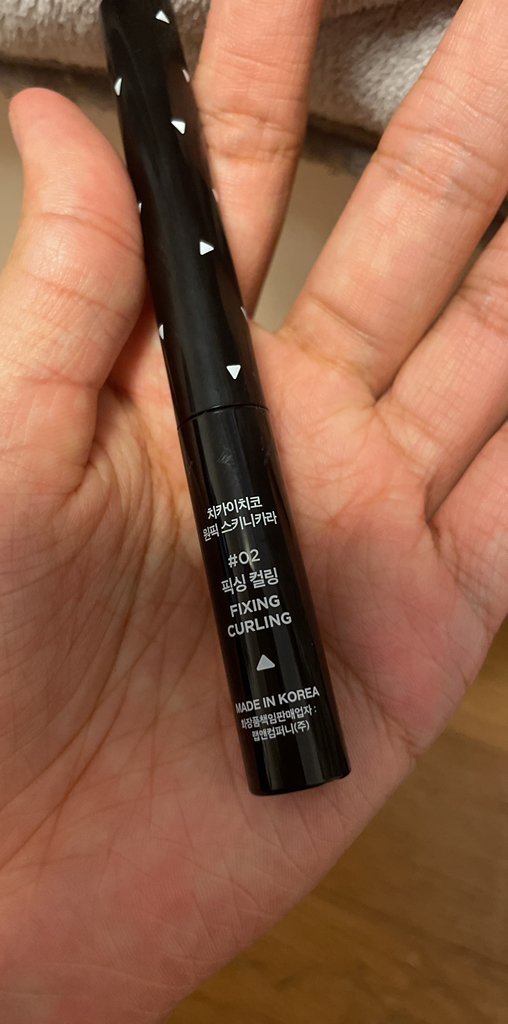 치카이치코
원픽 스키니카라
#02
픽싱 컬링
FIXING
CURLING
MADE IN KOREA
화장품책임판매업자 :
랩앤컴퍼니(주)